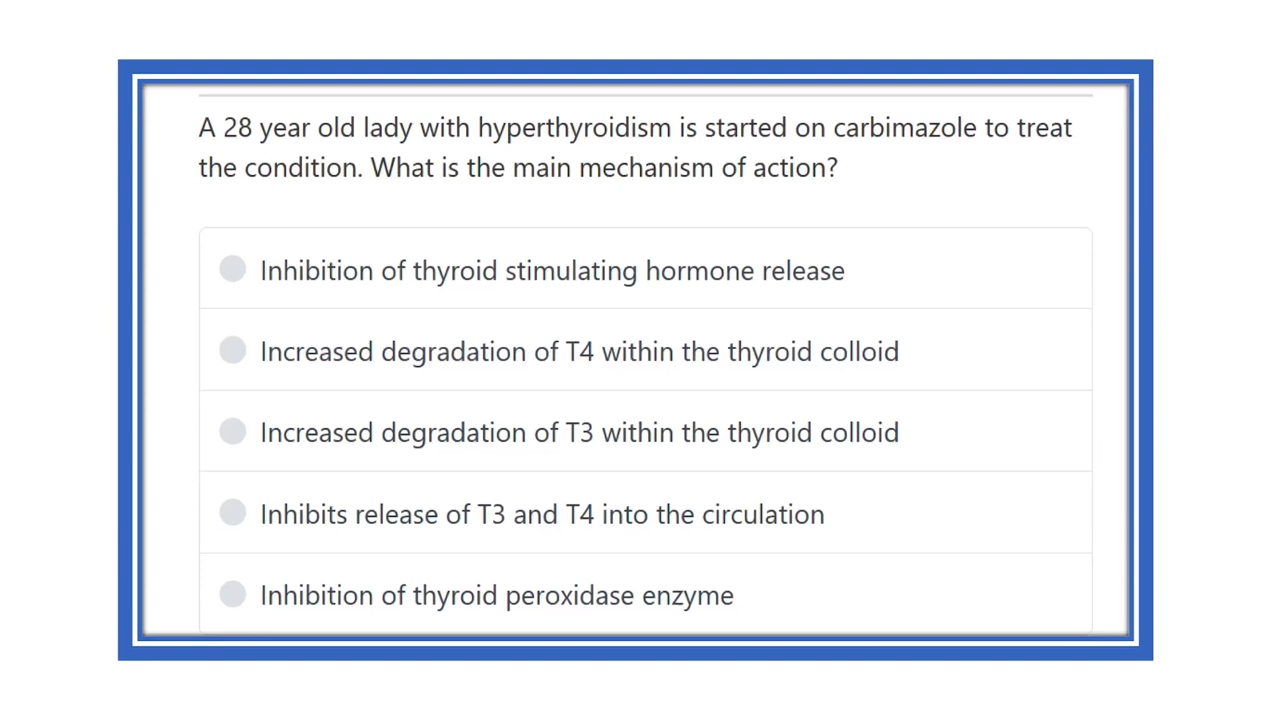 A 28 year old lady with hyperthyroidism is started on carbimazole to treat
the condition. What is the main mechanism of action?
Inhibition of thyroid stimulating hormone release
Increased degradation of T4 within the thyroid colloid
Increased degradation of T3 within the thyroid colloid
Inhibits release of T3 and T4 into the circulation
Inhibition of thyroid peroxidase enzyme